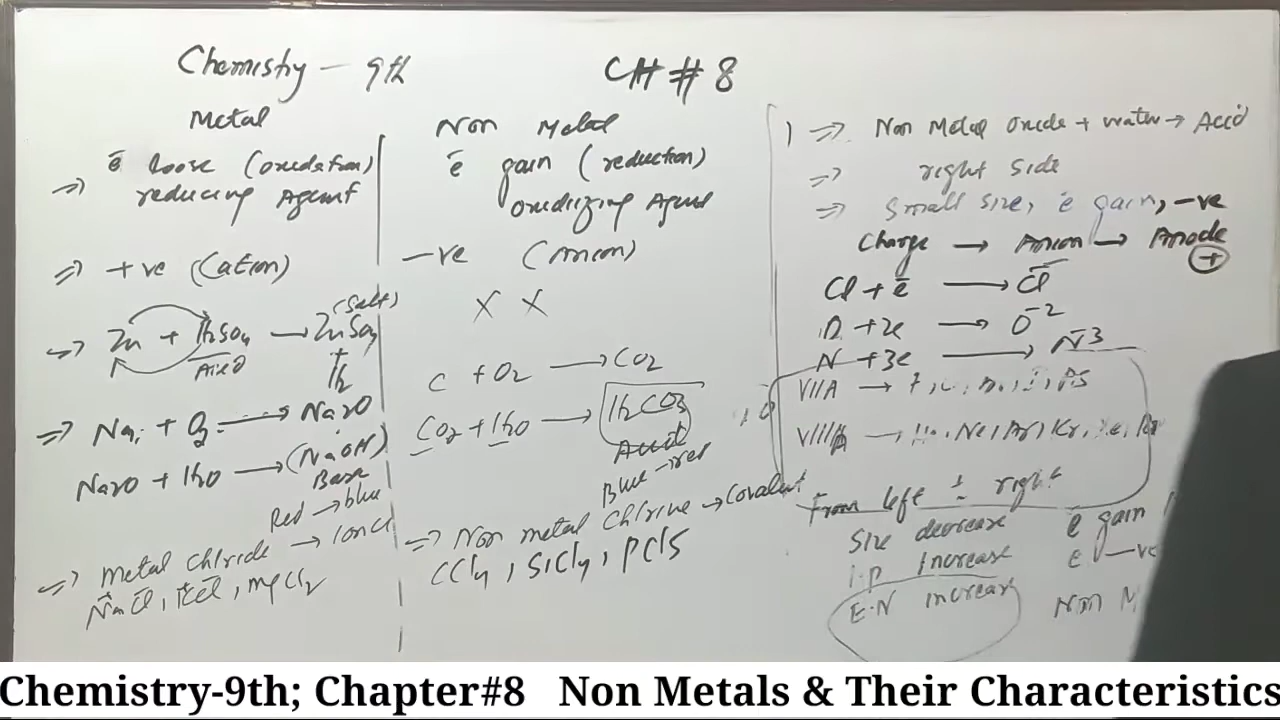 Chemistry — 9th
CH # 8
Metal
ē loose (oxidation)
⇒ reducing Agent
⇒ +ve (Cation)
⇒ Zn + H2SO4 → ZnSO4 (Salt)
Acid
+ H2
⇒ Na + O2 → Na2O
Na2O + H2O → (NaOH)
Base
Red → blue
⇒ metal chloride → Ionic
NaCl, KCl, MgCl2
Non Metal
ē gain (reduction)
oxidizing Agent
—ve (Anion)
X X
C + O2 → CO2
CO2 + H2O → H2CO3
Acid
Blue → red
⇒ Non metal Chlrine → Covalent
CCl4, SiCl4, PCl5
1) ⇒ Non Metal oxide + water → Acid
⇒ right side
⇒ Small size, ē gain, —ve
Charge → Anion → Anode
+
Cl + ē → Cl⁻
O + 2e → O⁻²
N + 3e → N⁻3
VIIA →
VIIIA → Ne, Ar, Kr,
From left to right
Size decrease ē gain
I.P Increase e —ve
E.N increase Non M
Chemistry-9th; Chapter#8 Non Metals & Their Characteristics